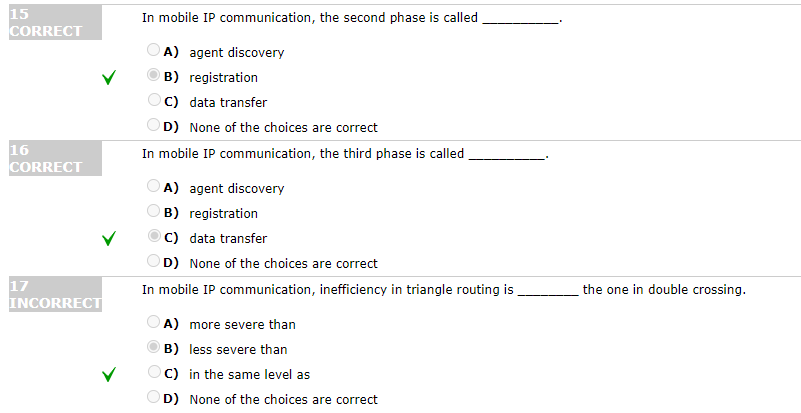 15
CORRECT
In mobile IP communication, the second phase is called __________.
A) agent discovery
B) registration
C) data transfer
D) None of the choices are correct
16
CORRECT
In mobile IP communication, the third phase is called __________.
A) agent discovery
B) registration
C) data transfer
D) None of the choices are correct
17
INCORRECT
In mobile IP communication, inefficiency in triangle routing is ________ the one in double crossing.
A) more severe than
B) less severe than
C) in the same level as
D) None of the choices are correct